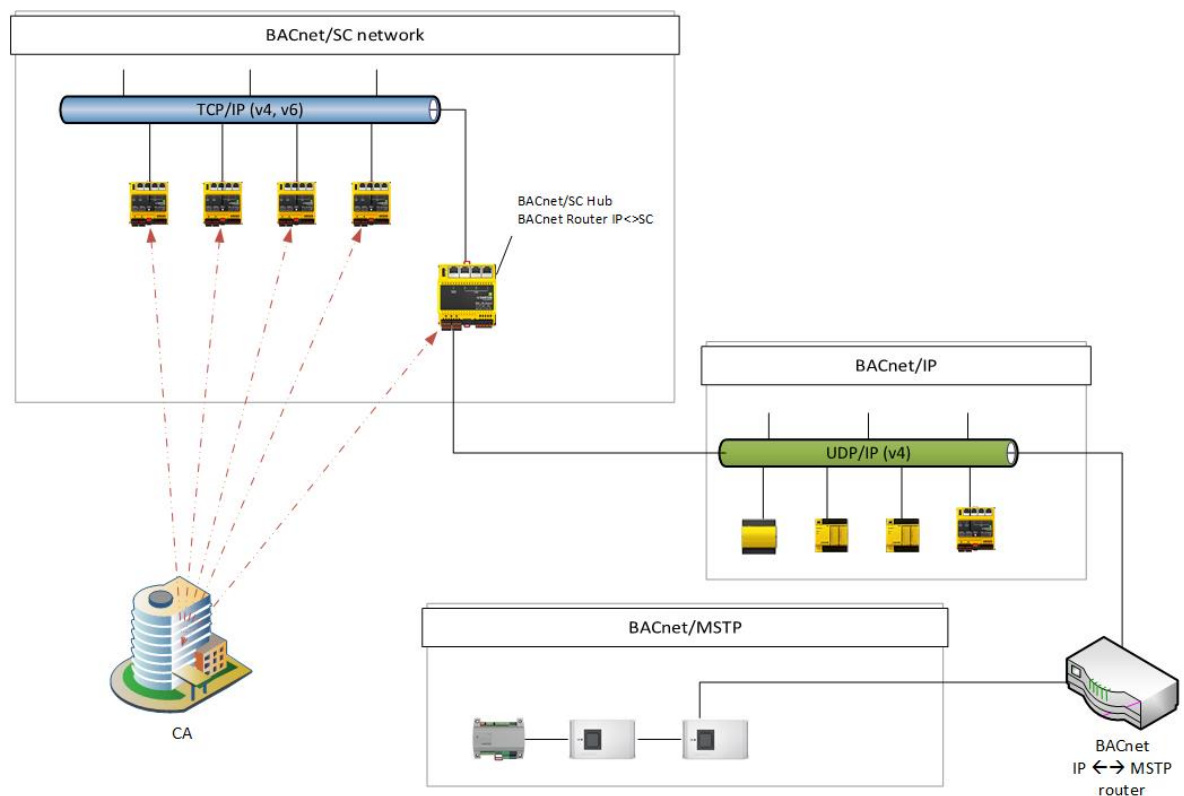 BACnet/SC network
TCP/IP (v4, v6)
BACnet/SC Hub
BACnet Router IP<>SC
BACnet/IP
UDP/IP (v4)
BACnet/MSTP
CA
BACnet
IP ←→ MSTP
router